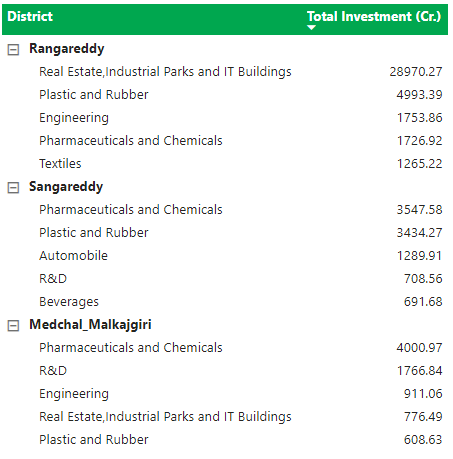 District Total Investment (Cr.)
Rangareddy
Real Estate,Industrial Parks and IT Buildings 28970.27
Plastic and Rubber 4993.39
Engineering 1753.86
Pharmaceuticals and Chemicals 1726.92
Textiles 1265.22
Sangareddy
Pharmaceuticals and Chemicals 3547.58
Plastic and Rubber 3434.27
Automobile 1289.91
R&D 708.56
Beverages 691.68
Medchal_Malkajgiri
Pharmaceuticals and Chemicals 4000.97
R&D 1766.84
Engineering 911.06
Real Estate,Industrial Parks and IT Buildings 776.49
Plastic and Rubber 608.63